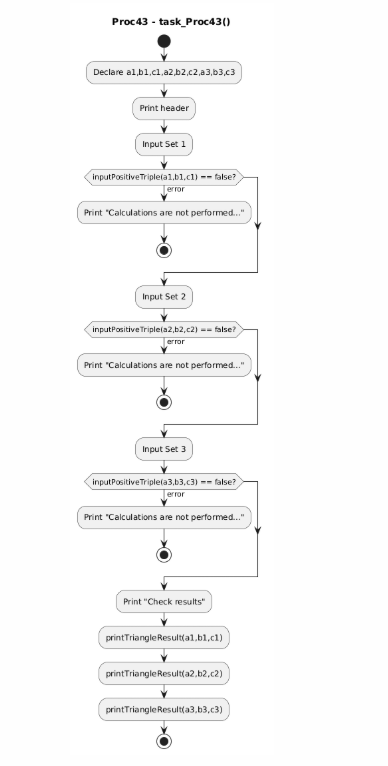 Proc43 - task_Proc43()
Declare a1,b1,c1,a2,b2,c2,a3,b3,c3
Print header
Input Set 1
inputPositiveTriple(a1,b1,c1) == false?
error
Print "Calculations are not performed..."
Input Set 2
inputPositiveTriple(a2,b2,c2) == false?
error
Print "Calculations are not performed..."
Input Set 3
inputPositiveTriple(a3,b3,c3) == false?
error
Print "Calculations are not performed..."
Print "Check results"
printTriangleResult(a1,b1,c1)
printTriangleResult(a2,b2,c2)
printTriangleResult(a3,b3,c3)